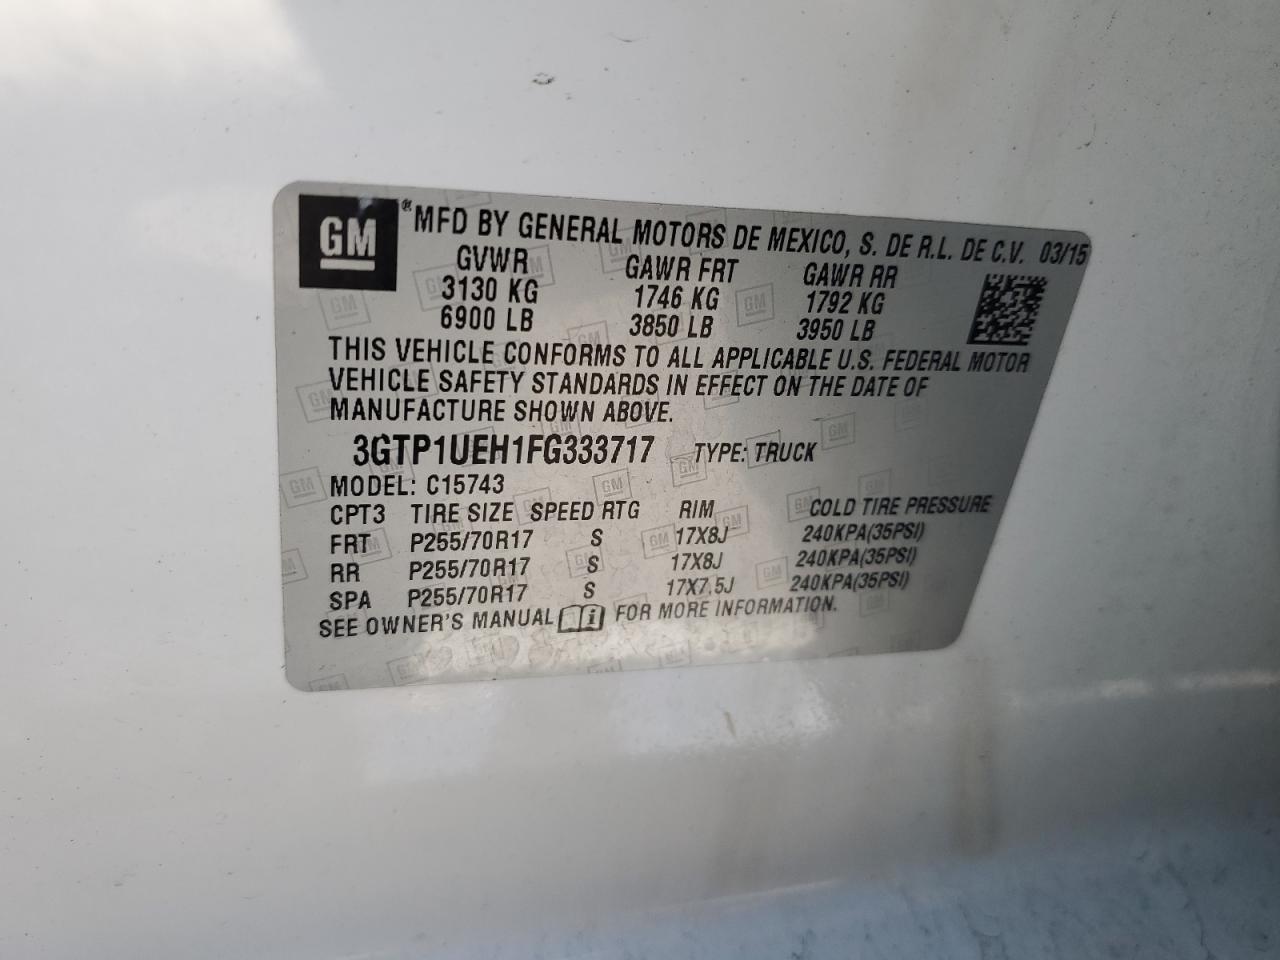 GM® MFD BY GENERAL MOTORS DE MEXICO, S. DE R.L. DE C.V. 03/15
GVWR GAWR FRT GAWR RR
3130 KG 1746 KG 1792 KG
6900 LB 3850 LB 3950 LB
THIS VEHICLE CONFORMS TO ALL APPLICABLE U.S. FEDERAL MOTOR
VEHICLE SAFETY STANDARDS IN EFFECT ON THE DATE OF
MANUFACTURE SHOWN ABOVE.
3GTP1UEH1FG333717 TYPE: TRUCK
MODEL: C15743
CPT3 TIRE SIZE SPEED RTG RIM COLD TIRE PRESSURE
FRT P255/70R17 S 17X8J 240KPA(35PSI)
RR P255/70R17 S 17X8J 240KPA(35PSI)
SPA P255/70R17 S 17X7.5J 240KPA(35PSI)
SEE OWNER'S MANUAL i FOR MORE INFORMATION.